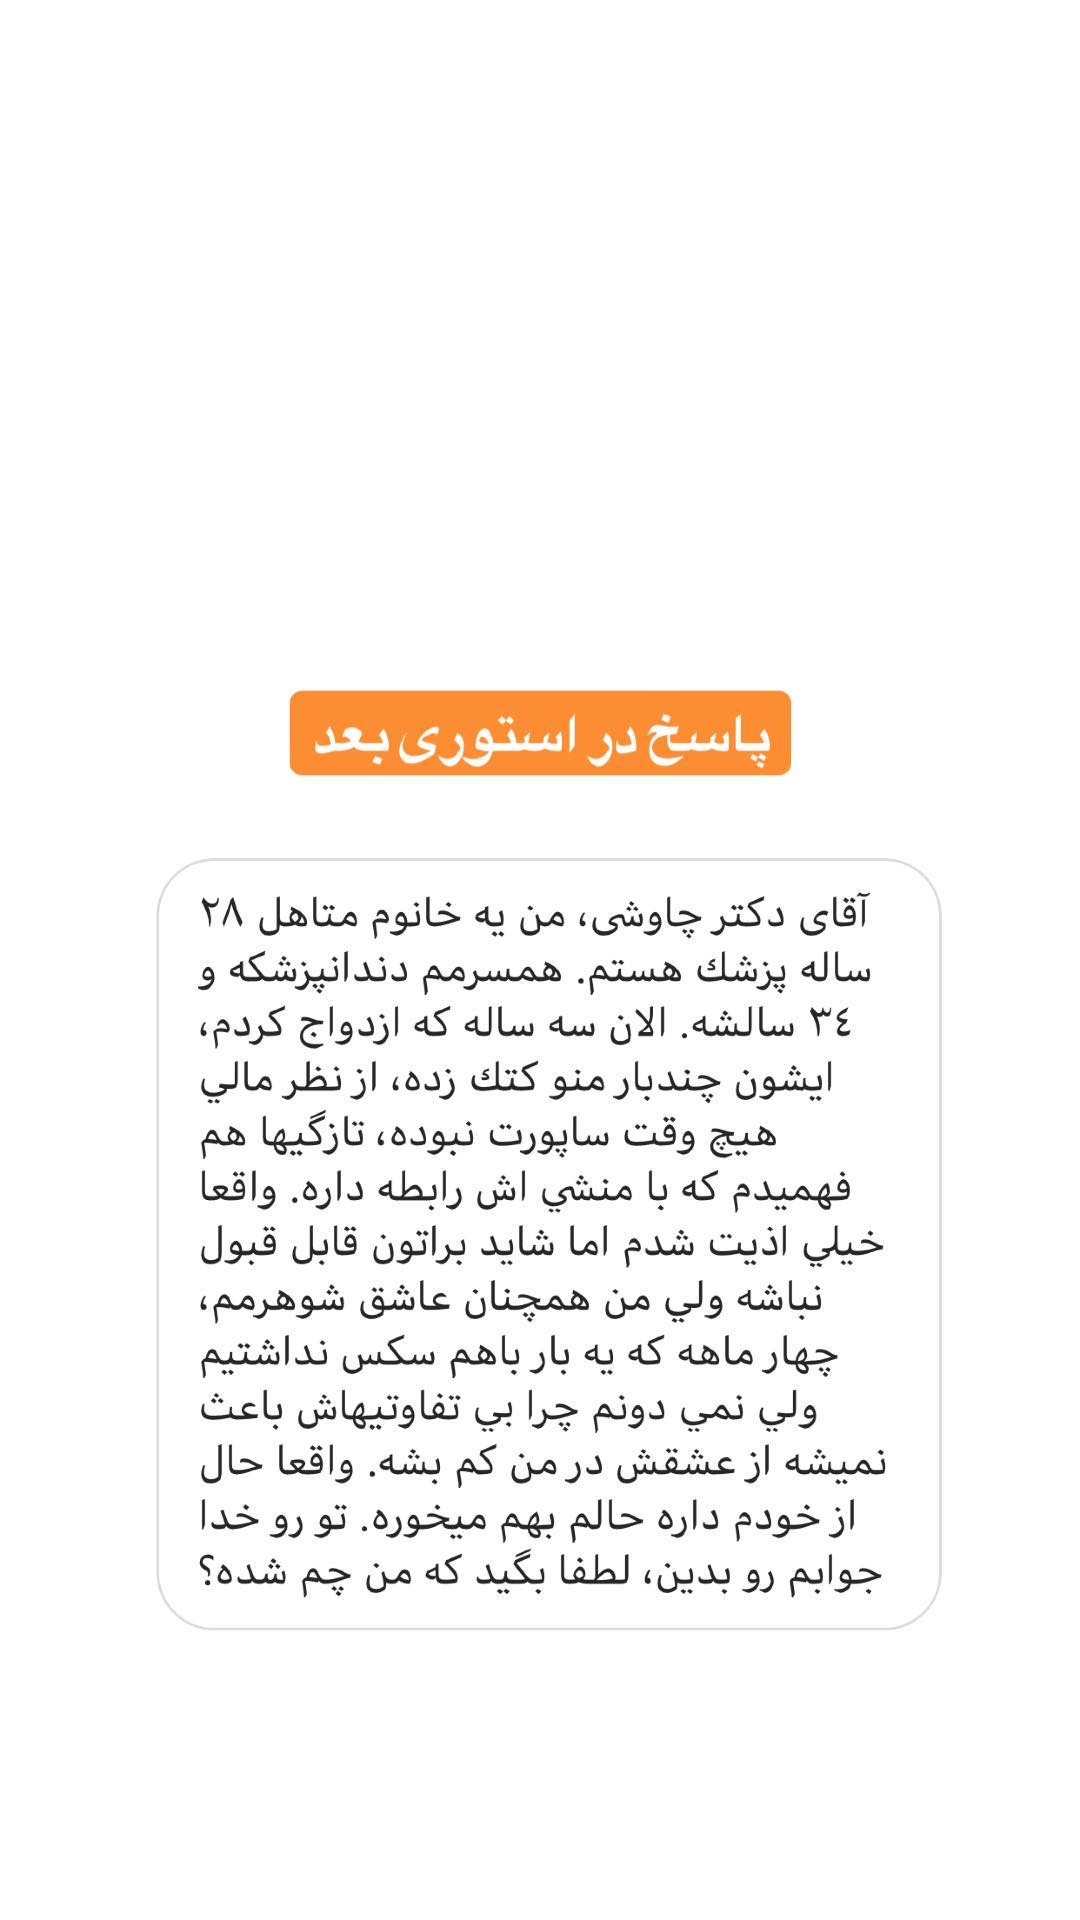 پاسخ در استوری بعد
آقای دکتر چاوشی، من یه خانوم متاهل ۲۸
ساله پزشك هستم. همسرمم دندانپزشکه و
٣٤ سالشه. الان سه ساله که ازدواج کردم،
ایشون چندبار منو کتك زده، از نظر مالي
هیچ وقت ساپورت نبوده، تازگیها هم
فهمیدم که با منشي اش رابطه داره. واقعا
خیلي اذیت شدم اما شاید براتون قابل قبول
نباشه ولي من همچنان عاشق شوهرمم،
چهار ماهه که یه بار باهم سکس نداشتیم
ولي نمي دونم چرا بي تفاوتیهاش باعث
نمیشه از عشقش در من کم بشه. واقعا حال
از خودم داره حالم بهم میخوره. تو رو خدا
جوابم رو بدین، لطفا بگید که من چم شده؟